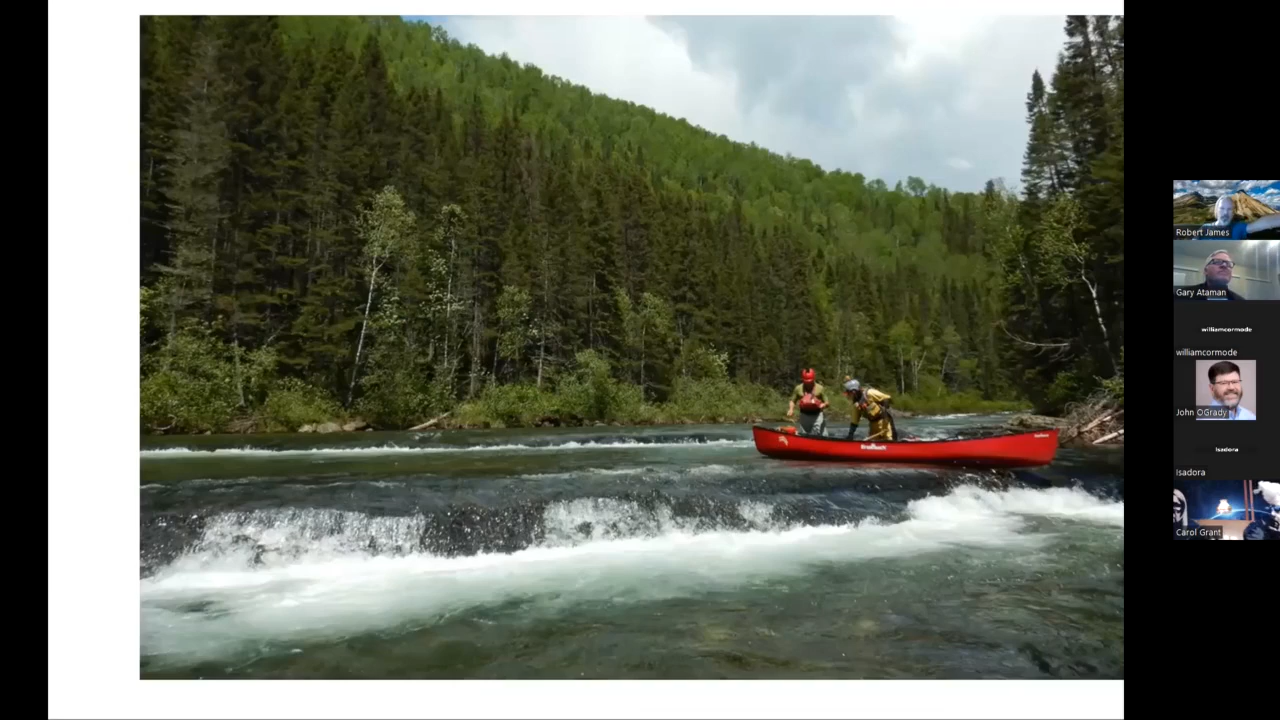 Robert James
Gary Ataman
williamcormode
williamcormode
John OGrady
Isadora
Isadora
Carol Grant